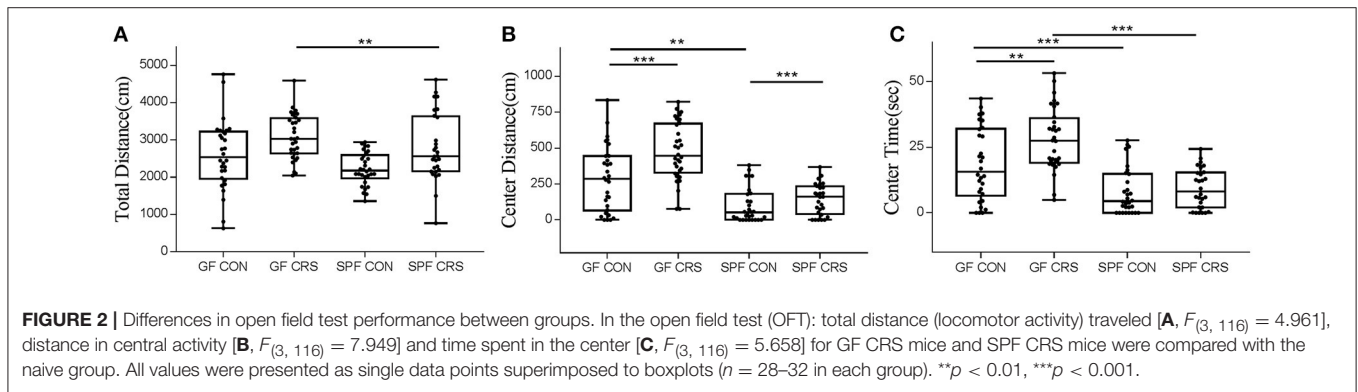 A
**
Total Distance(cm)
5000
4000
3000
2000
1000
0
GF CON GF CRS SPF CON SPF CRS
B
**
***
***
Center Distance(cm)
1000
750
500
250
0
GF CON GF CRS SPF CON SPF CRS
C
***
***
**
Center Time(sec)
50
25
0
GF CON GF CRS SPF CON SPF CRS
FIGURE 2 | Differences in open field test performance between groups. In the open field test (OFT): total distance (locomotor activity) traveled [A, F(3, 116) = 4.961],
distance in central activity [B, F(3, 116) = 7.949] and time spent in the center [C, F(3, 116) = 5.658] for GF CRS mice and SPF CRS mice were compared with the
naive group. All values were presented as single data points superimposed to boxplots (n = 28–32 in each group). **p < 0.01, ***p < 0.001.